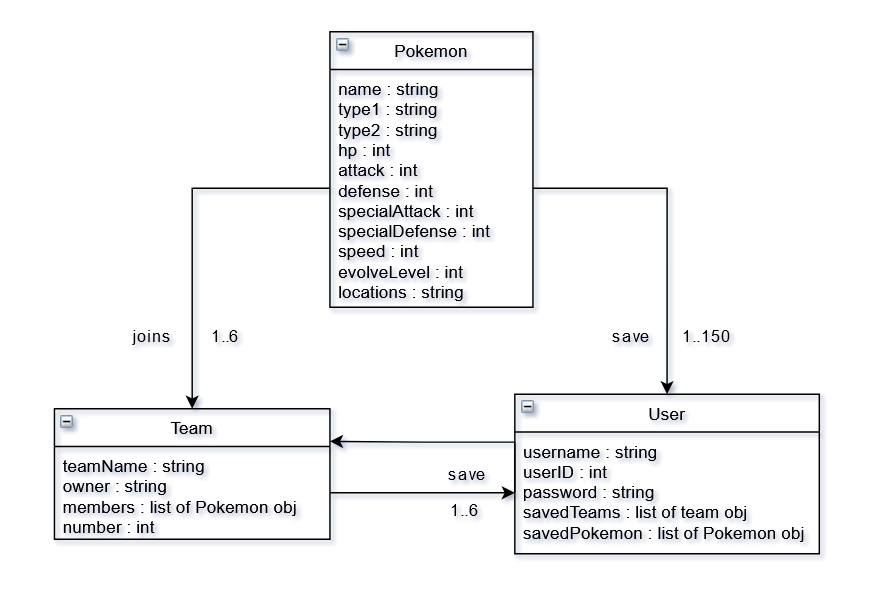 Pokemon
name : string
type1 : string
type2 : string
hp : int
attack : int
defense : int
specialAttack : int
specialDefense : int
speed : int
evolveLevel : int
locations : string
joins 1..6
save 1..150
Team
teamName : string
owner : string
members : list of Pokemon obj
number : int
save
1..6
User
username : string
userID : int
password : string
savedTeams : list of team obj
savedPokemon : list of Pokemon obj